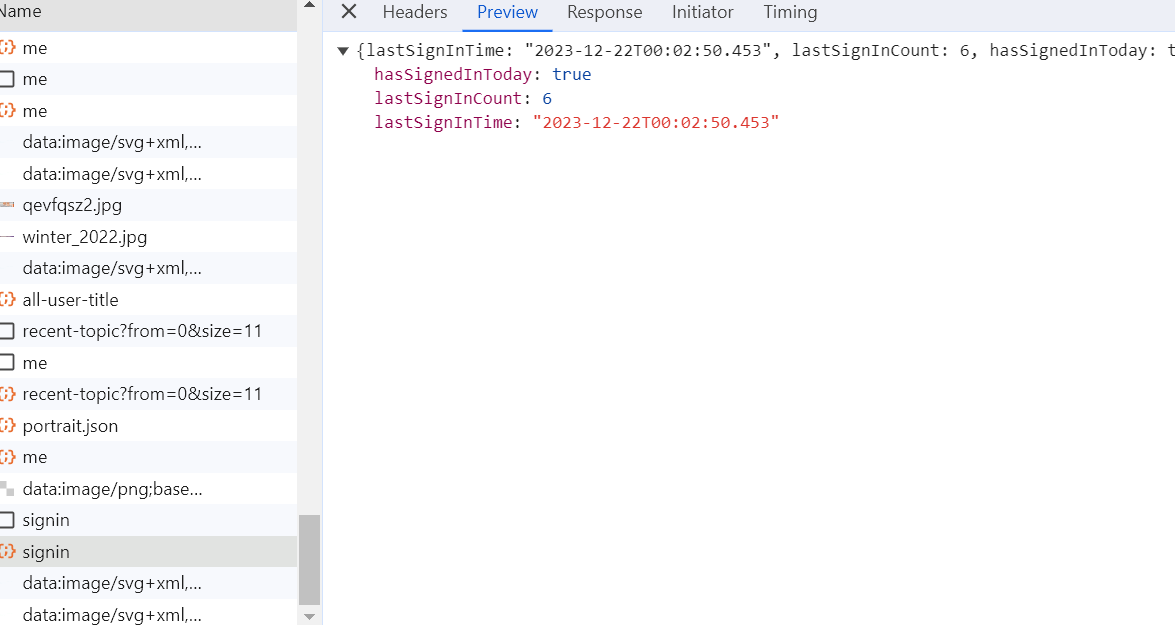 Name
me
me
me
data:image/svg+xml,...
data:image/svg+xml,...
qevfqsz2.jpg
winter_2022.jpg
data:image/svg+xml,...
all-user-title
recent-topic?from=0&size=11
me
recent-topic?from=0&size=11
portrait.json
me
data:image/png;base...
signin
signin
data:image/svg+xml,...
data:image/svg+xml,...
Headers Preview Response Initiator Timing
{lastSignInTime: "2023-12-22T00:02:50.453", lastSignInCount: 6, hasSignedInToday: t
hasSignedInToday: true
lastSignInCount: 6
lastSignInTime: "2023-12-22T00:02:50.453"